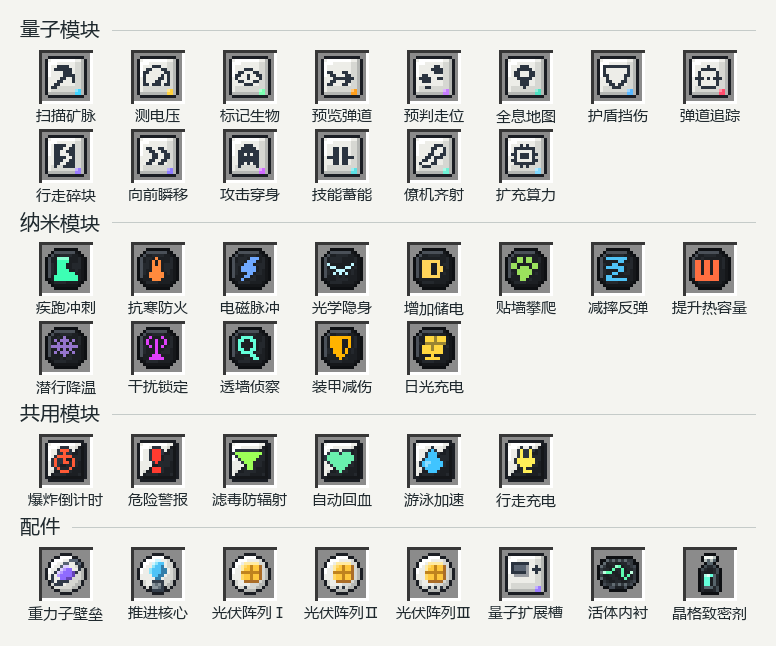 量子模块
扫描矿脉 测电压 标记生物 预览弹道 预判走位 全息地图 护盾挡伤 弹道追踪
行走碎块 向前瞬移 攻击穿身 技能蓄能 僚机齐射 扩充算力
纳米模块
疾跑冲刺 抗寒防火 电磁脉冲 光学隐身 增加储电 贴墙攀爬 减摔反弹 提升热容量
潜行降温 干扰锁定 透墙侦察 装甲减伤 日光充电
共用模块
爆炸倒计时 危险警报 滤毒防辐射 自动回血 游泳加速 行走充电
配件
重力子壁垒 推进核心 光伏阵列Ⅰ 光伏阵列Ⅱ 光伏阵列Ⅲ 量子扩展槽 活体内衬 晶格致密剂